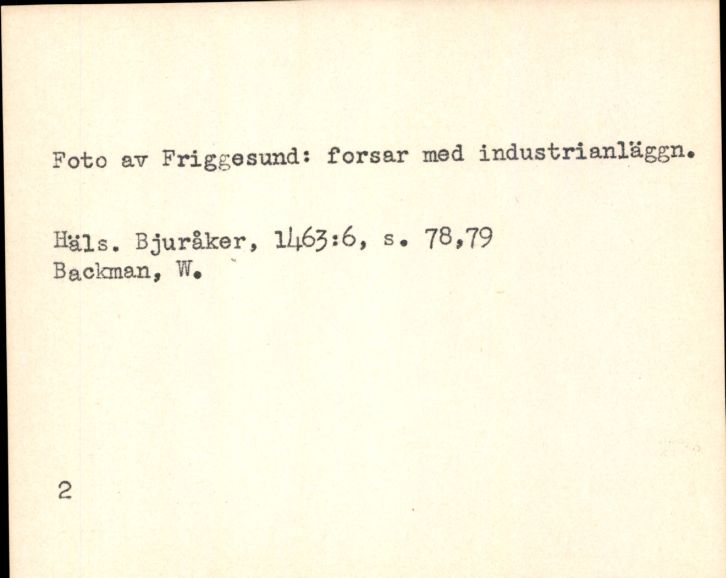 Foto av Friggesund: forsar med industrianläggn.
Häls. Bjuråker, 1463:6, s. 78,79
Backman, W.
2